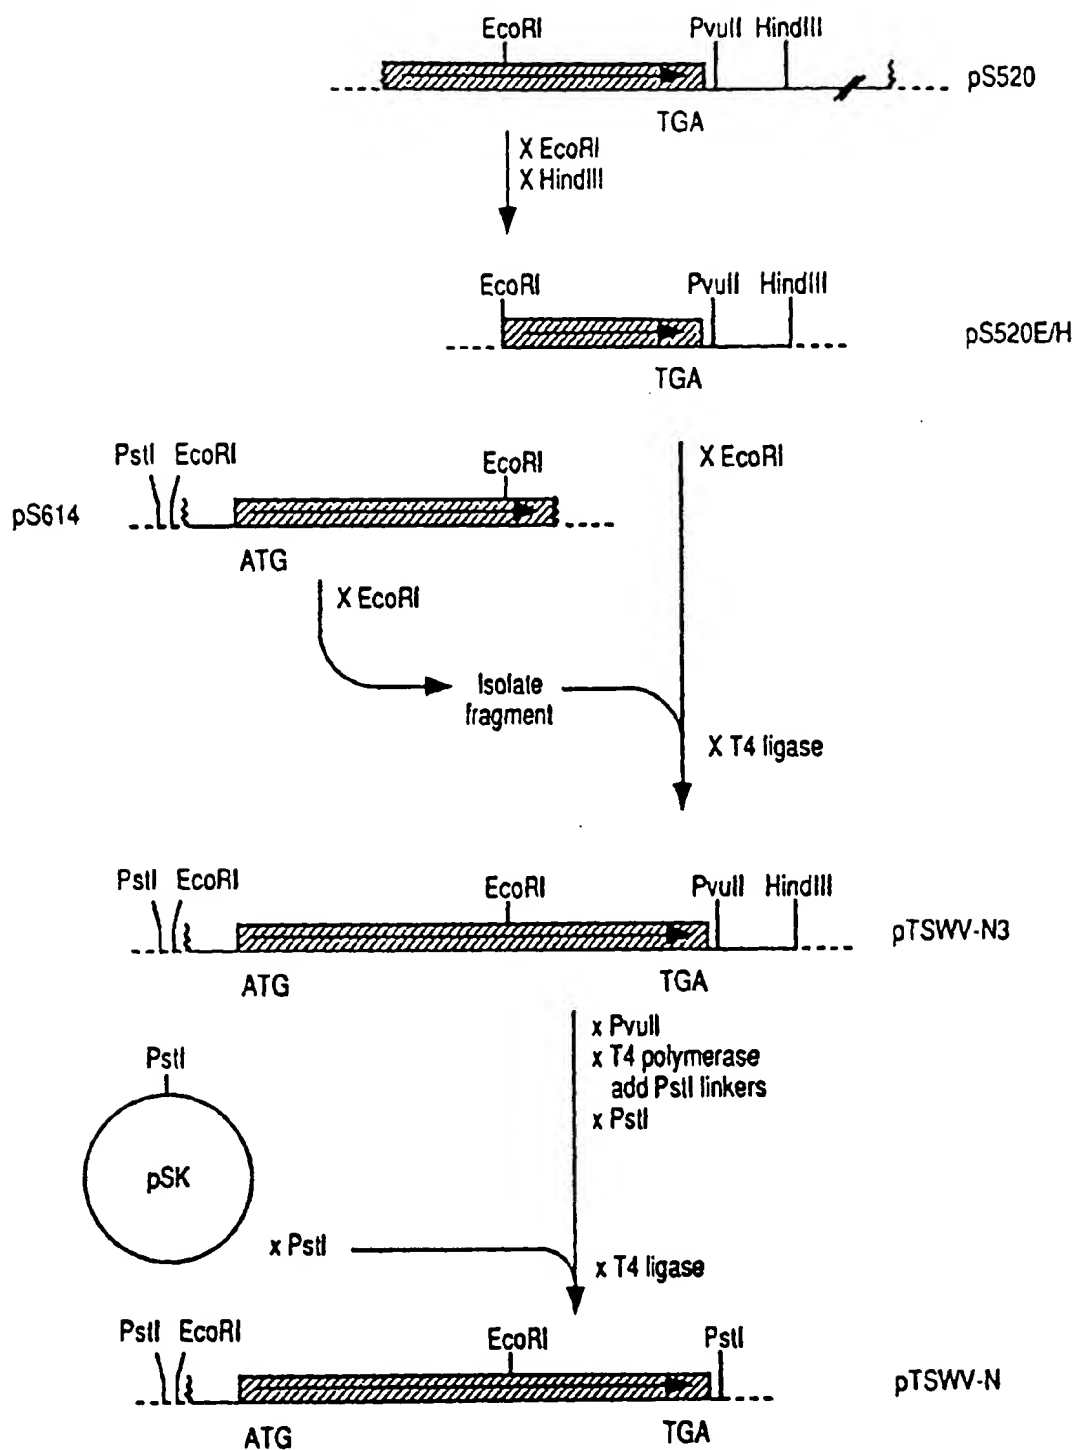 EcoRI PvuII HindIII
pS520
TGA
X EcoRI
X HindIII
EcoRI PvuII HindIII
pS520E/H
TGA
PstI EcoRI EcoRI
X EcoRI
pS614
ATG
X EcoRI
Isolate
fragment
X T4 ligase
PstI EcoRI EcoRI PvuII HindIII
pTSWV-N3
ATG TGA
x PvuII
x T4 polymerase
add PstI linkers
x PstI
PstI
pSK
x PstI
x T4 ligase
PstI EcoRI EcoRI PstI
pTSWV-N
ATG TGA